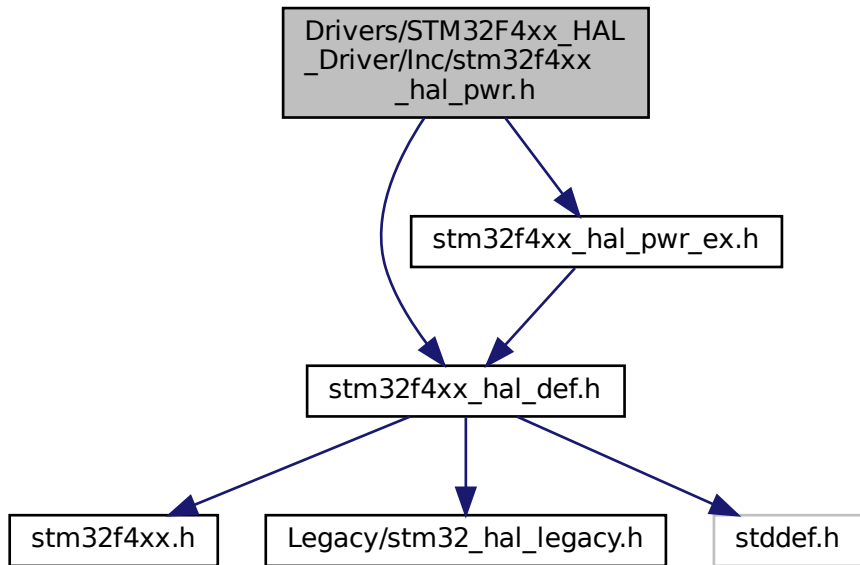 Drivers/STM32F4xx_HAL
_Driver/Inc/stm32f4xx
_hal_pwr.h
stm32f4xx_hal_pwr_ex.h
stm32f4xx_hal_def.h
stm32f4xx.h
Legacy/stm32_hal_legacy.h
stddef.h